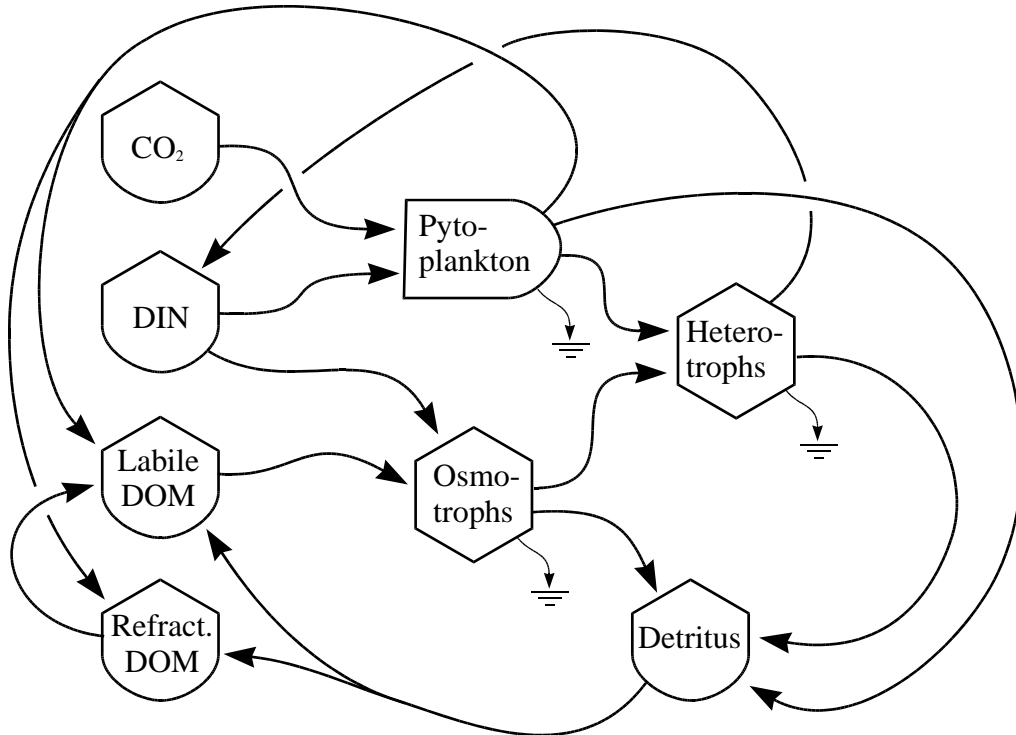 CO₂
Pyto-
plankton
DIN
Hetero-
trophs
Labile
DOM
Osmo-
trophs
Refract.
DOM
Detritus